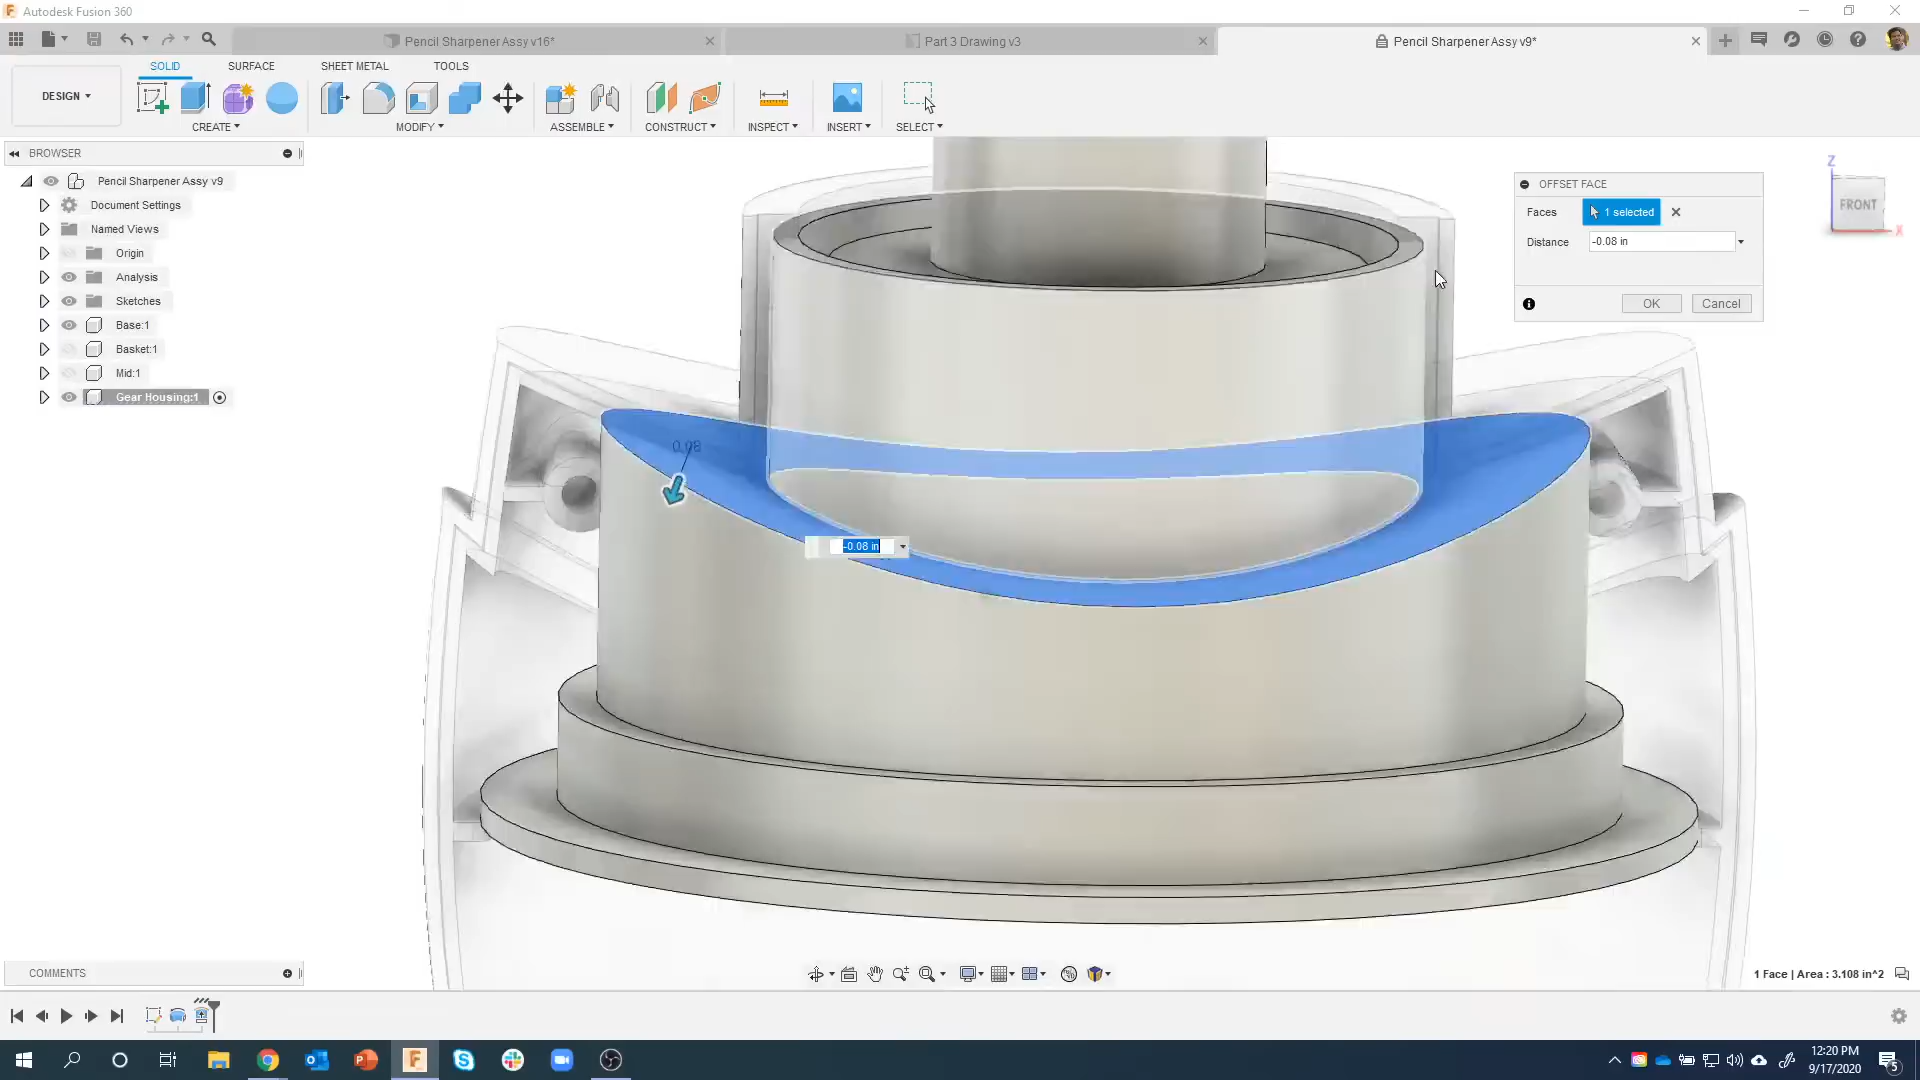 Autodesk Fusion 360
Pencil Sharpener Assy v16*
Part 3 Drawing v3
Pencil Sharpener Assy v9*
DESIGN
SOLID
SURFACE
SHEET METAL
TOOLS
CREATE
MODIFY
ASSEMBLE
CONSTRUCT
INSPECT
INSERT
SELECT
BROWSER
Pencil Sharpener Assy v9
Document Settings
Named Views
Origin
Analysis
Sketches
Base:1
Basket:1
Mid:1
Gear Housing:1
OFFSET FACE
Faces
1 selected
Distance
-0.08 in
OK
Cancel
Z
FRONT
X
0.08
-0.08 in
COMMENTS
1 Face | Area : 3.108 in^2
12:20 PM
9/17/2020
5